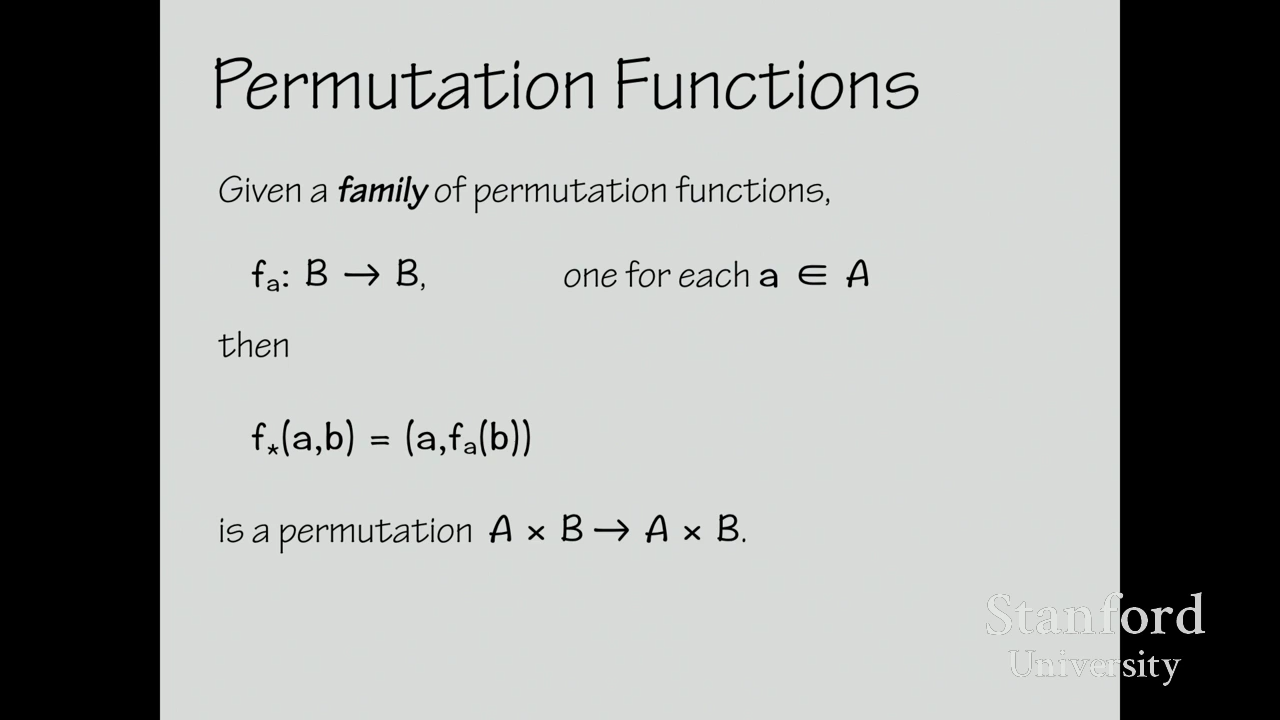 Permutation Functions
Given a family of permutation functions,
fₐ: B → B, one for each a ∈ A
then
f⋆(a,b) = (a,fₐ(b))
is a permutation A × B → A × B.
Stanford
University